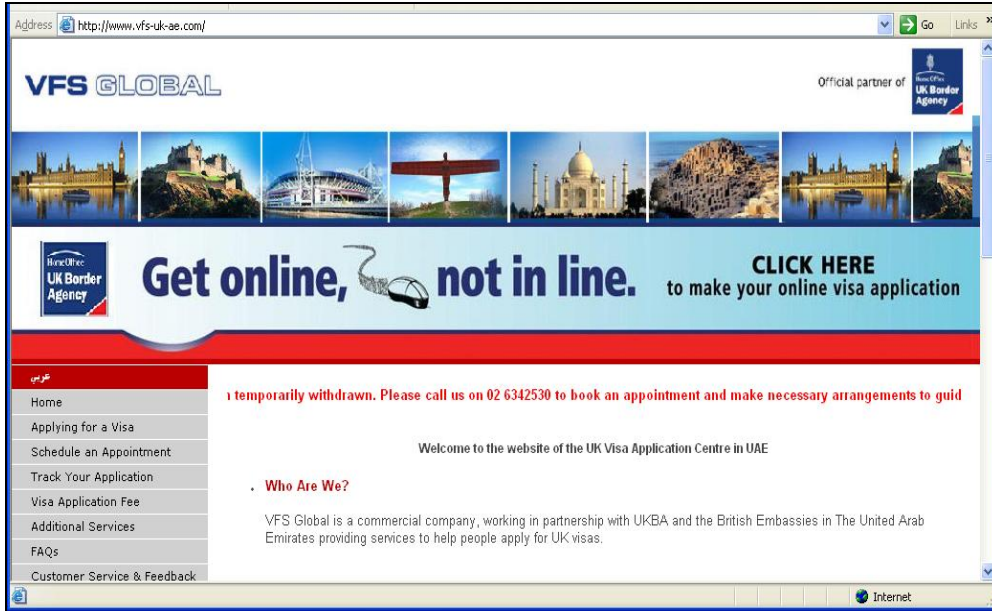 Address http://www.vfs-uk-ae.com/ Go Links »
VFS GLOBAL
Official partner of
Home Office
UK Border
Agency
Home Office
UK Border
Agency
Get online, not in line.
CLICK HERE
to make your online visa application
عربي
Home
Applying for a Visa
Schedule an Appointment
Track Your Application
Visa Application Fee
Additional Services
FAQs
Customer Service & Feedback
temporarily withdrawn. Please call us on 02 6342530 to book an appointment and make necessary arrangements to guid
Welcome to the website of the UK Visa Application Centre in UAE
• Who Are We?
VFS Global is a commercial company, working in partnership with UKBA and the British Embassies in The United Arab
Emirates providing services to help people apply for UK visas.
Internet